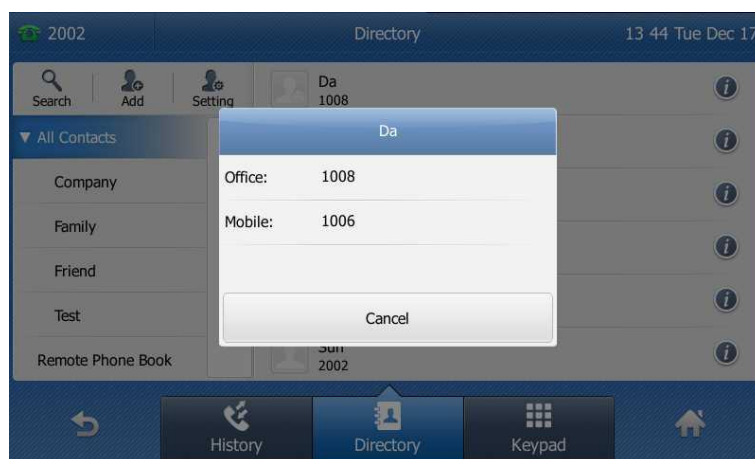 2002 Directory 13 44 Tue Dec 17
Search Add Setting
Da
1008
All Contacts
Company
Family
Friend
Test
Remote Phone Book
Da
Office: 1008
Mobile: 1006
Cancel
Sun
2002
History Directory Keypad